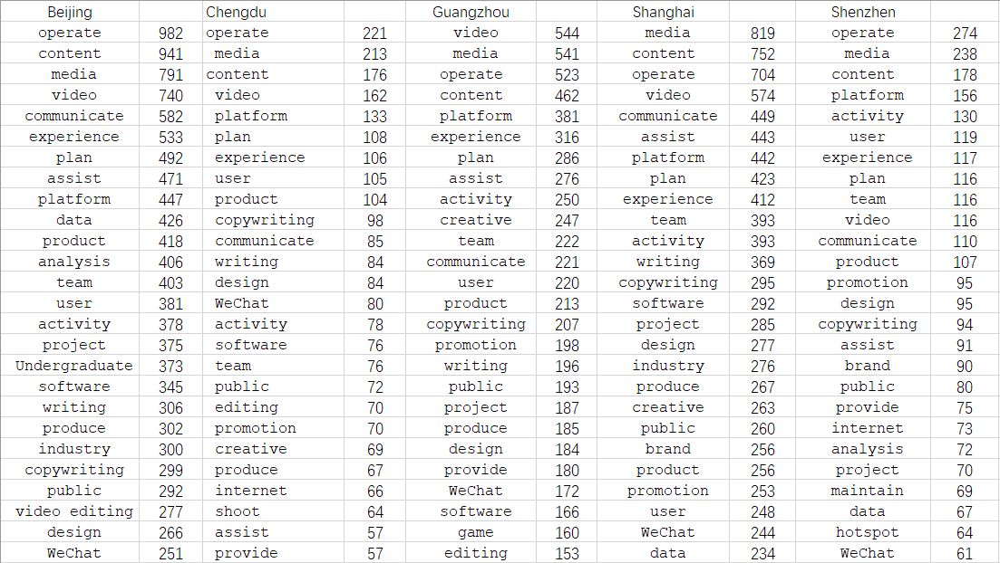 Beijing Chengdu Guangzhou Shanghai Shenzhen
operate 982 operate 221 video 544 media 819 operate 274
content 941 media 213 media 541 content 752 media 238
media 791 content 176 operate 523 operate 704 content 178
video 740 video 162 content 462 video 574 platform 156
communicate 582 platform 133 platform 381 communicate 449 activity 130
experience 533 plan 108 experience 316 assist 443 user 119
plan 492 experience 106 plan 286 platform 442 experience 117
assist 471 user 105 assist 276 plan 423 plan 116
platform 447 product 104 activity 250 experience 412 team 116
data 426 copywriting 98 creative 247 team 393 video 116
product 418 communicate 85 team 222 activity 393 communicate 110
analysis 406 writing 84 communicate 221 writing 369 product 107
team 403 design 84 user 220 copywriting 295 promotion 95
user 381 WeChat 80 product 213 software 292 design 95
activity 378 activity 78 copywriting 207 project 285 copywriting 94
project 375 software 76 promotion 198 design 277 assist 91
Undergraduate 373 team 76 writing 196 industry 276 brand 90
software 345 public 72 public 193 produce 267 public 80
writing 306 editing 70 project 187 creative 263 provide 75
produce 302 promotion 70 produce 185 public 260 internet 73
industry 300 creative 69 design 184 brand 256 analysis 72
copywriting 299 produce 67 provide 180 product 256 project 70
public 292 internet 66 WeChat 172 promotion 253 maintain 69
video editing 277 shoot 64 software 166 user 248 data 67
design 266 assist 57 game 160 WeChat 244 hotspot 64
WeChat 251 provide 57 editing 153 data 234 WeChat 61